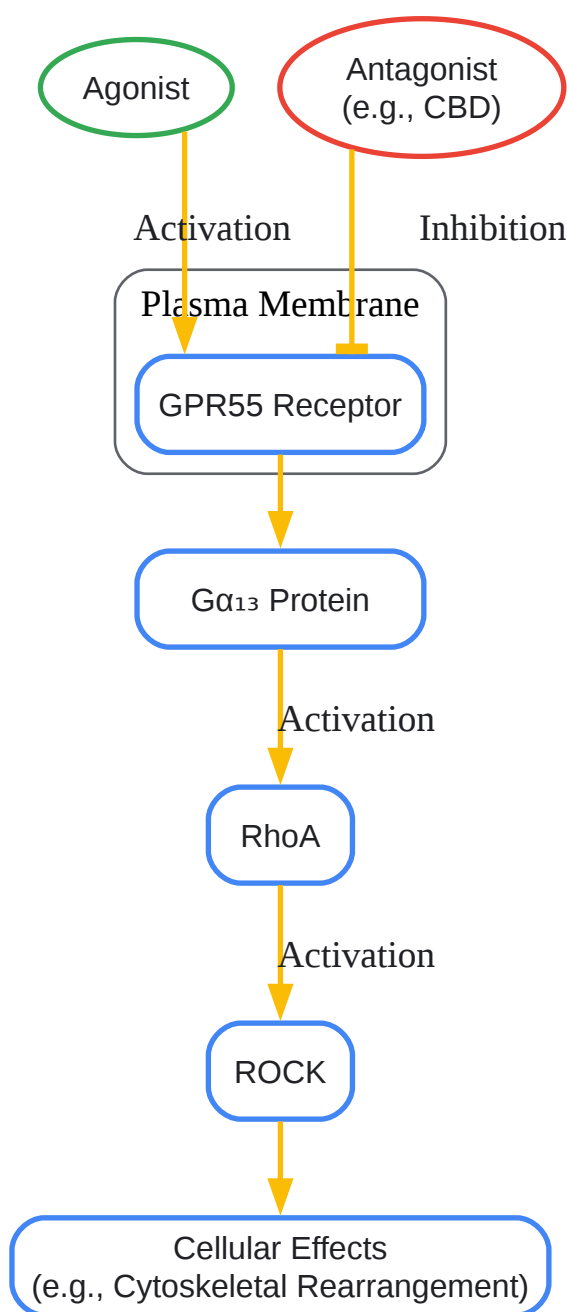 Agonist
Antagonist
(e.g., CBD)
Activation
Inhibition
Plasma Membrane
GPR55 Receptor
Gα₁₃ Protein
Activation
RhoA
Activation
ROCK
Cellular Effects
(e.g., Cytoskeletal Rearrangement)